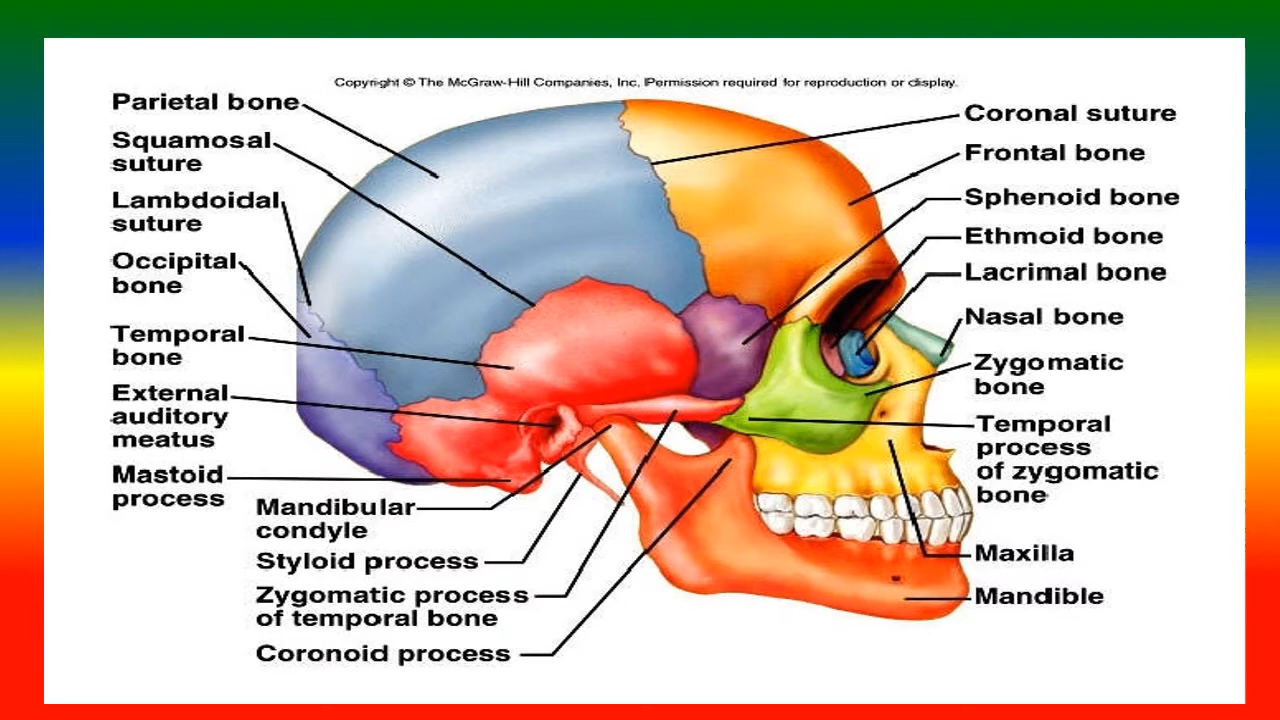 Copyright © The McGraw-Hill Companies, Inc. Permission required for reproduction or display.
Parietal bone
Squamosal
suture
Lambdoidal
suture
Occipital
bone
Temporal
bone
External
auditory
meatus
Mastoid
process
Mandibular
condyle
Styloid process
Zygomatic process
of temporal bone
Coronoid process
Coronal suture
Frontal bone
Sphenoid bone
Ethmoid bone
Lacrimal bone
Nasal bone
Zygomatic
bone
Temporal
process
of zygomatic
bone
Maxilla
Mandible